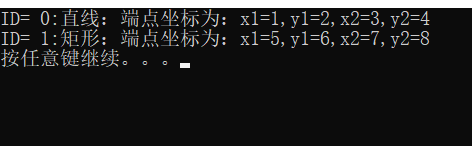 ID= 0:直线：端点坐标为：x1=1,y1=2,x2=3,y2=4
ID= 1:矩形：端点坐标为：x1=5,y1=6,x2=7,y2=8
按任意键继续。。。